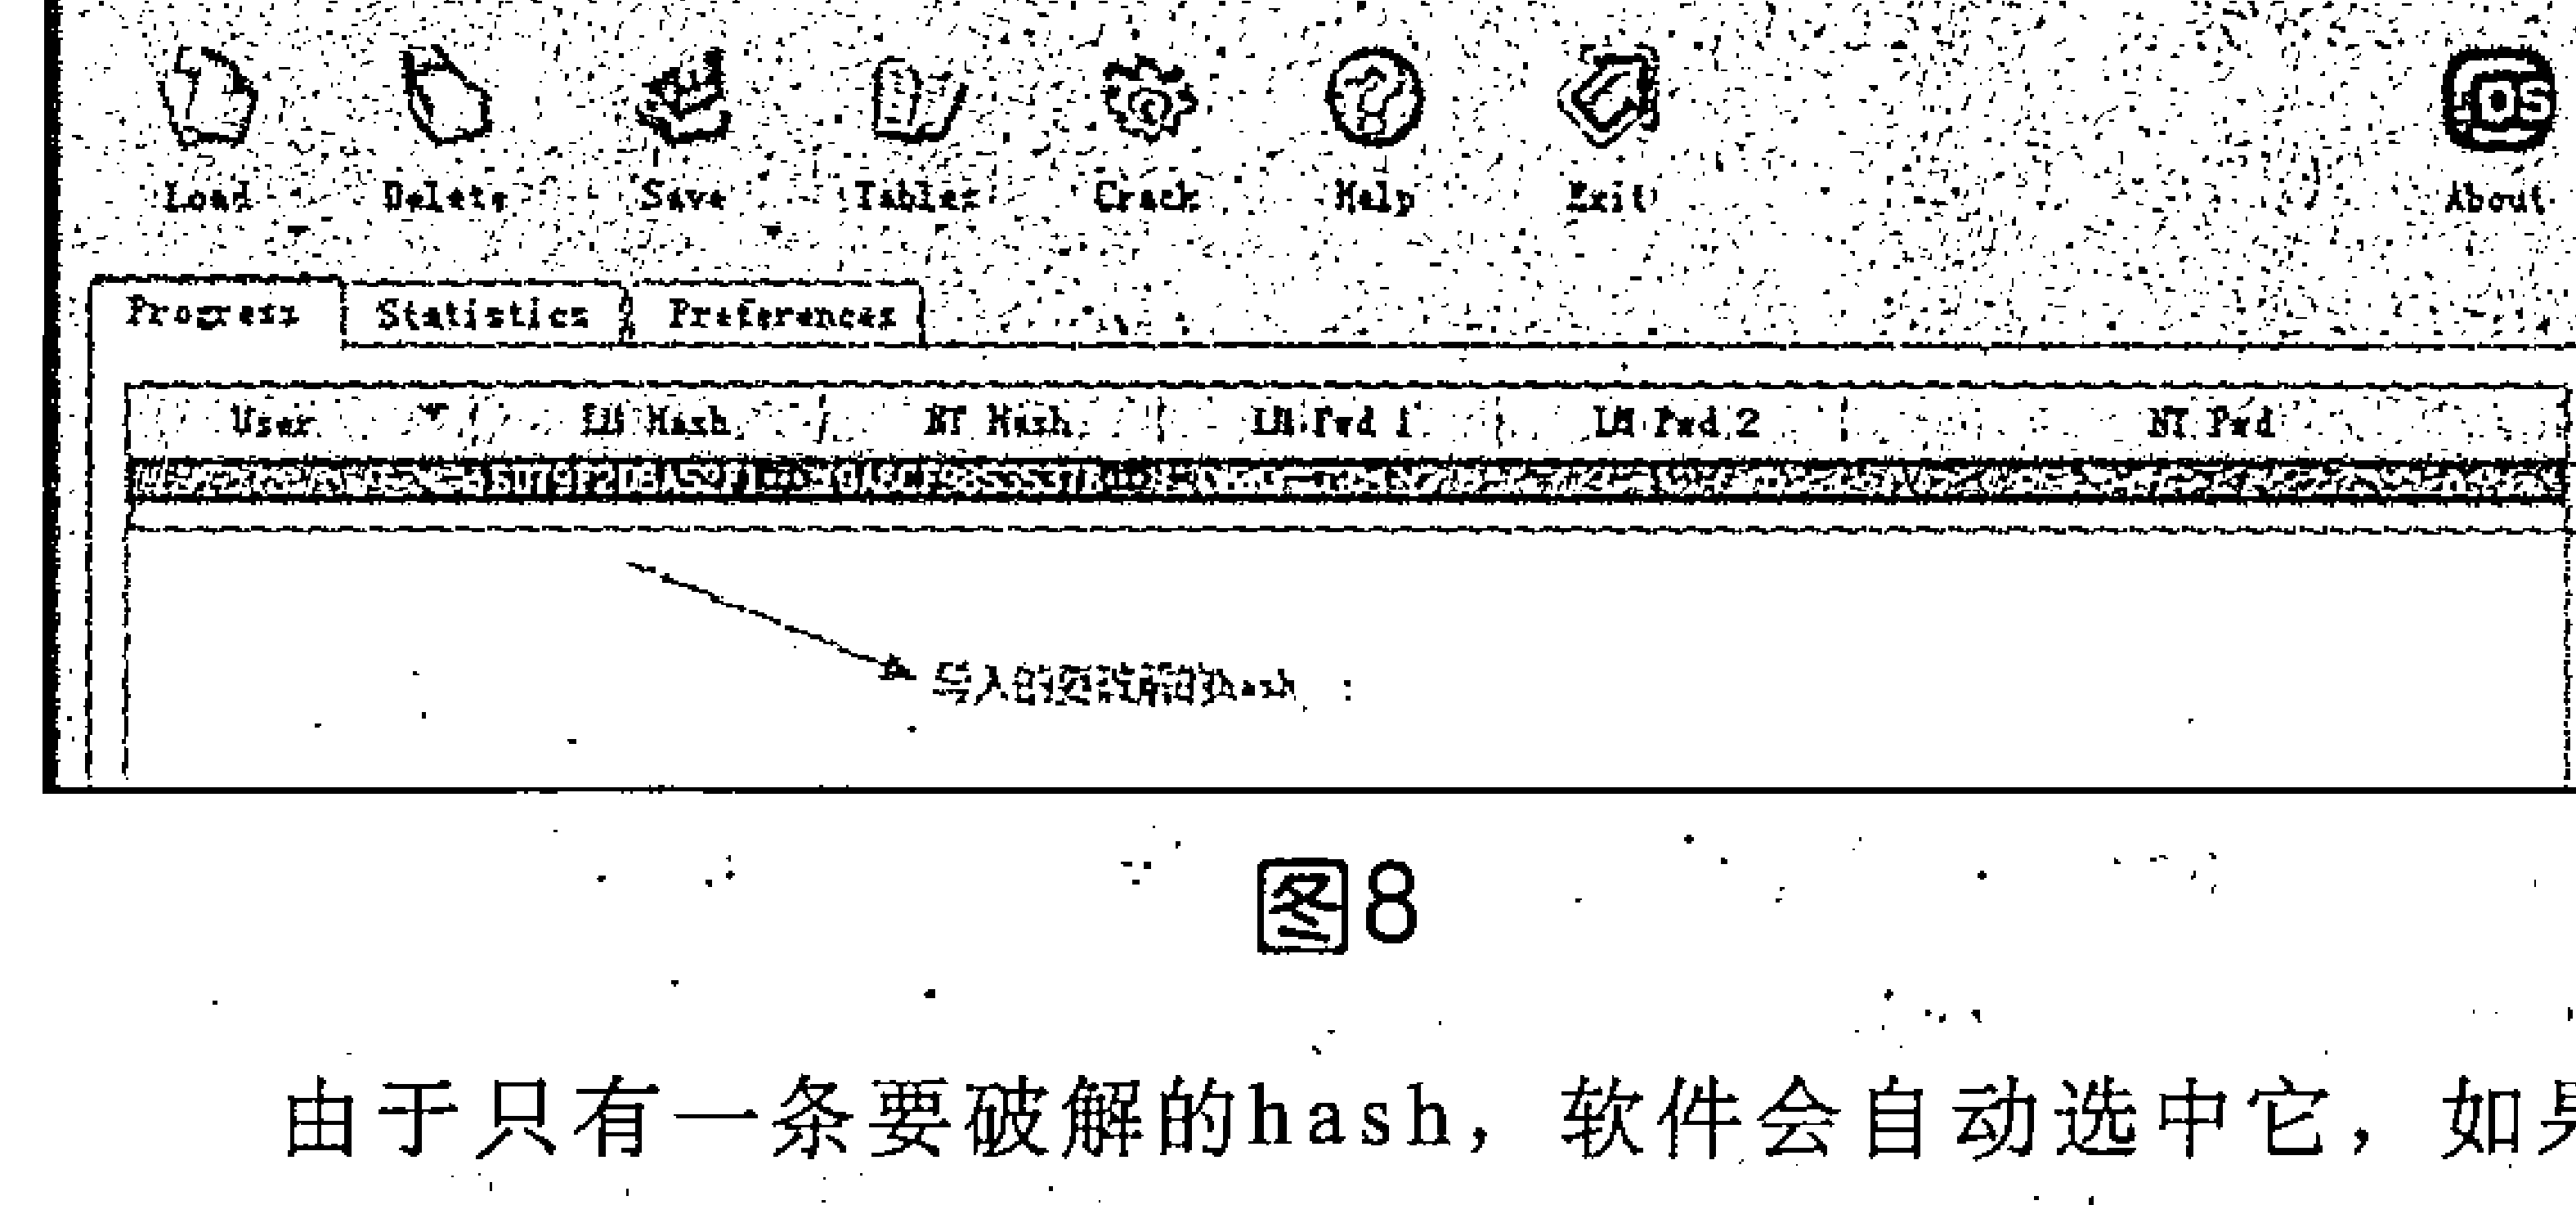 Load Delete Save Tables Crack Help Exit About
Progress Statistics Preferences
User LM Hash NT Hash LM Pwd 1 LM Pwd 2 NT Pwd
导入的要破解的hash
图8
由于只有一条要破解的hash，软件会自动选中它，如果